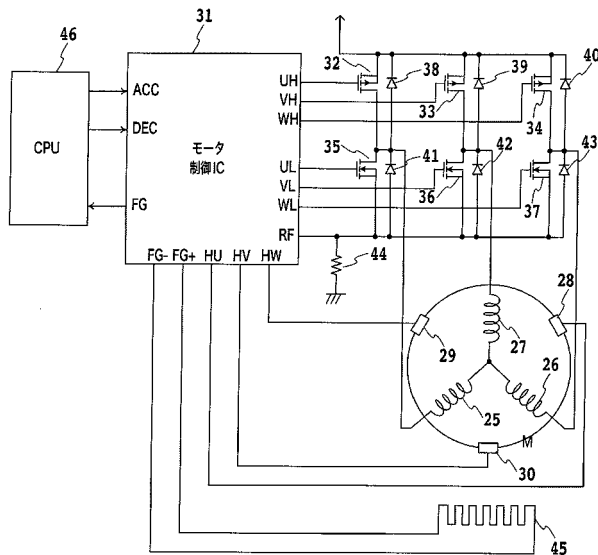 46
31
32
38
39
40
UH
VH
WH
33
34
ACC
DEC
FG
CPU
モータ
制御IC
35
41
42
43
UL
VL
WL
36
37
RF
FG-
FG+
HU
HV
HW
44
28
29
27
26
25
M
30
45